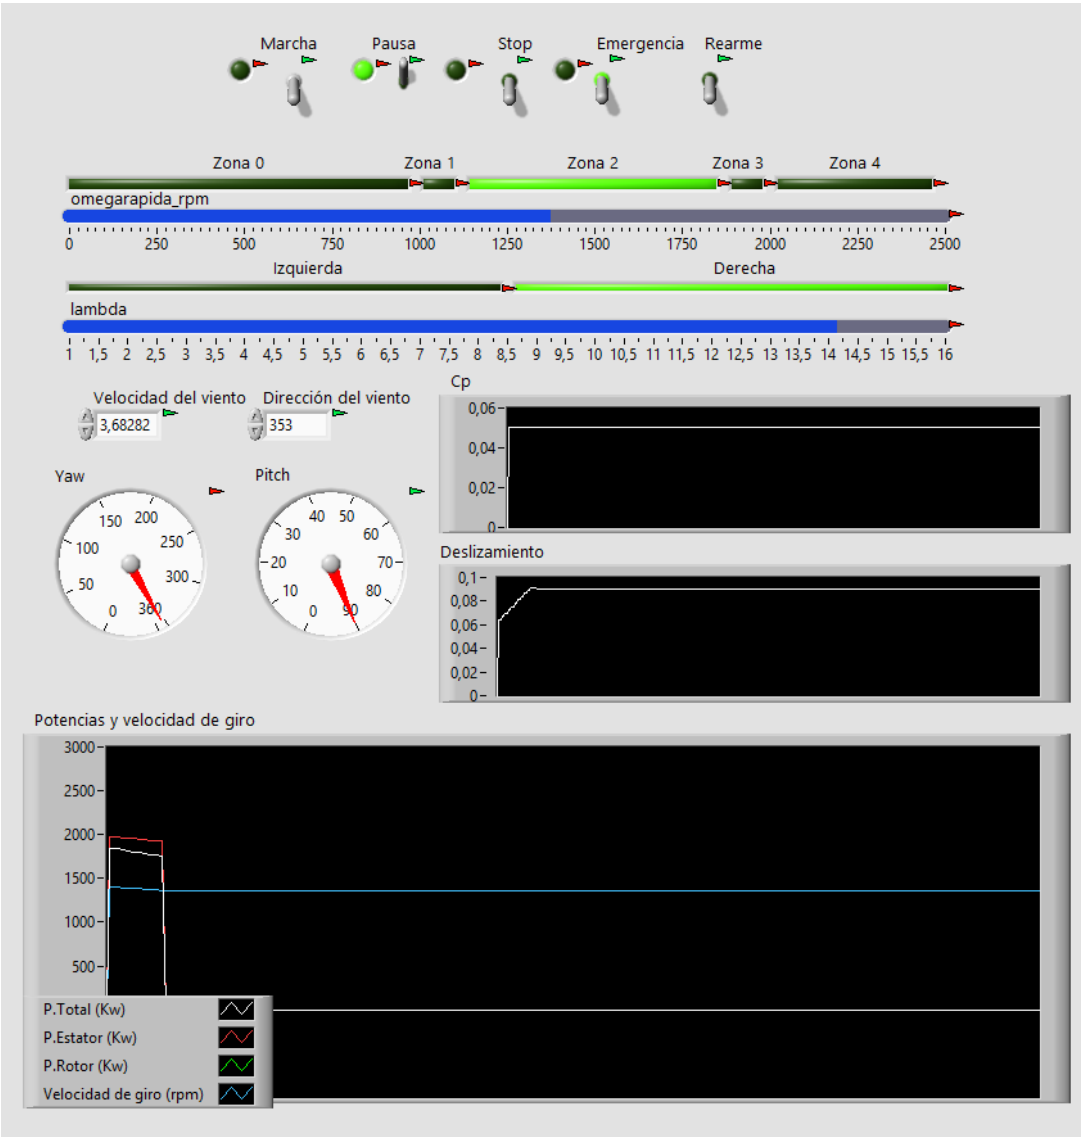 Marcha Pausa Stop Emergencia Rearme
Zona 0 Zona 1 Zona 2 Zona 3 Zona 4
omegarapida_rpm
0 250 500 750 1000 1250 1500 1750 2000 2250 2500
Izquierda Derecha
lambda
1 1,5 2 2,5 3 3,5 4 4,5 5 5,5 6 6,5 7 7,5 8 8,5 9 9,5 10 10,5 11 11,5 12 12,5 13 13,5 14 14,5 15 15,5 16
Velocidad del viento Dirección del viento
3,68282 353
Cp
0,06
0,04
0,02
0
Yaw
0 50 100 150 200 250 300 360
Pitch
0 10 20 30 40 50 60 70 80 90
Deslizamiento
0,1
0,08
0,06
0,04
0,02
0
Potencias y velocidad de giro
3000
2500
2000
1500
1000
500
P.Total (Kw)
P.Estator (Kw)
P.Rotor (Kw)
Velocidad de giro (rpm)